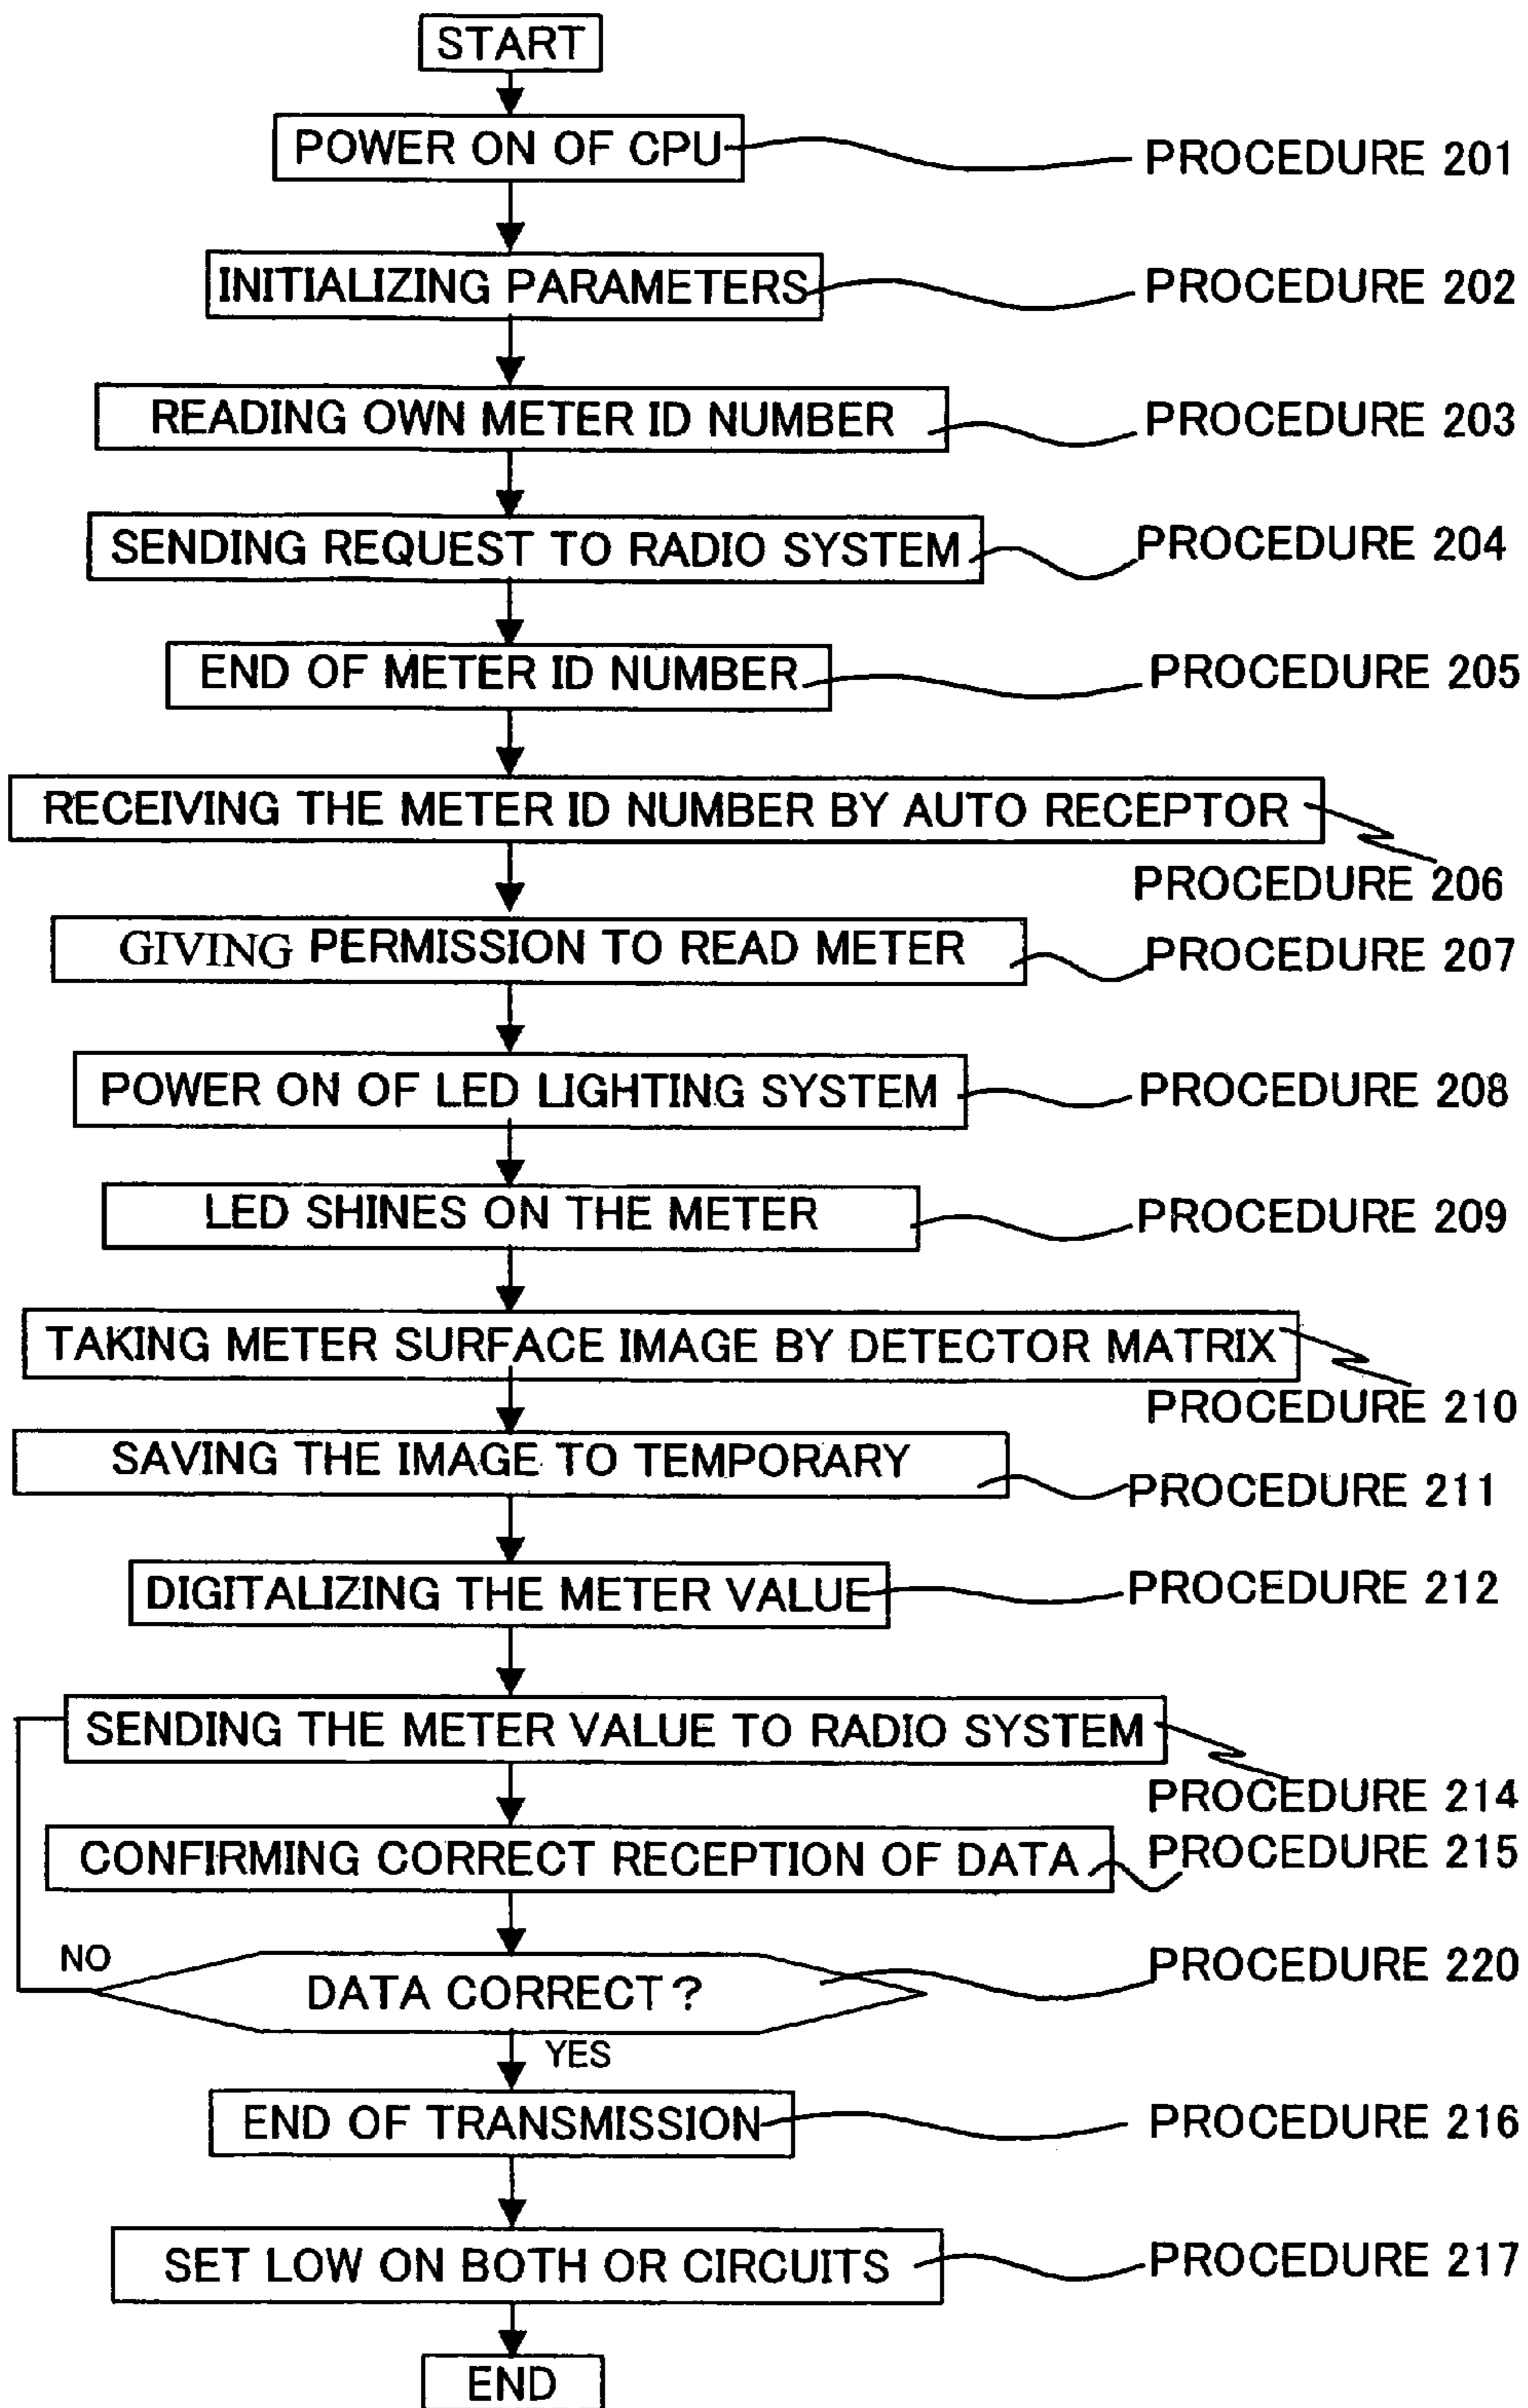 START
POWER ON OF CPU
PROCEDURE 201
INITIALIZING PARAMETERS
PROCEDURE 202
READING OWN METER ID NUMBER
PROCEDURE 203
SENDING REQUEST TO RADIO SYSTEM
PROCEDURE 204
END OF METER ID NUMBER
PROCEDURE 205
RECEIVING THE METER ID NUMBER BY AUTO RECEPTOR
PROCEDURE 206
GIVING PERMISSION TO READ METER
PROCEDURE 207
POWER ON OF LED LIGHTING SYSTEM
PROCEDURE 208
LED SHINES ON THE METER
PROCEDURE 209
TAKING METER SURFACE IMAGE BY DETECTOR MATRIX
PROCEDURE 210
SAVING THE IMAGE TO TEMPORARY
PROCEDURE 211
DIGITALIZING THE METER VALUE
PROCEDURE 212
SENDING THE METER VALUE TO RADIO SYSTEM
PROCEDURE 214
CONFIRMING CORRECT RECEPTION OF DATA
PROCEDURE 215
NO
DATA CORRECT?
PROCEDURE 220
YES
END OF TRANSMISSION
PROCEDURE 216
SET LOW ON BOTH OR CIRCUITS
PROCEDURE 217
END